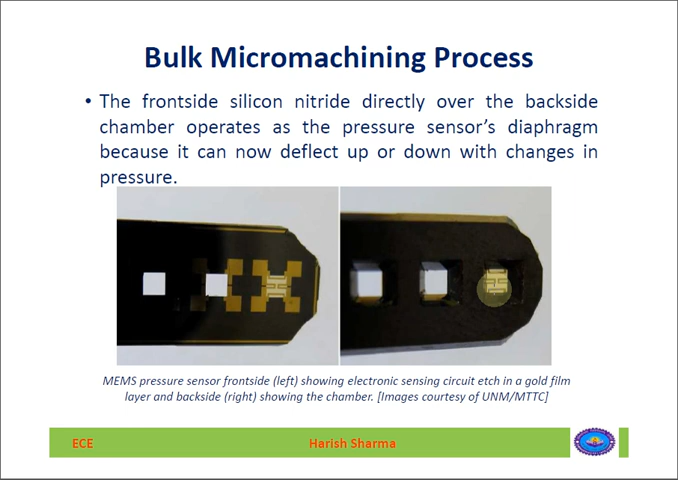 Bulk Micromachining Process
• The frontside silicon nitride directly over the backside
chamber operates as the pressure sensor’s diaphragm
because it can now deflect up or down with changes in
pressure.
MEMS pressure sensor frontside (left) showing electronic sensing circuit etch in a gold film
layer and backside (right) showing the chamber. [Images courtesy of UNM/MTTC]
ECE
Harish Sharma